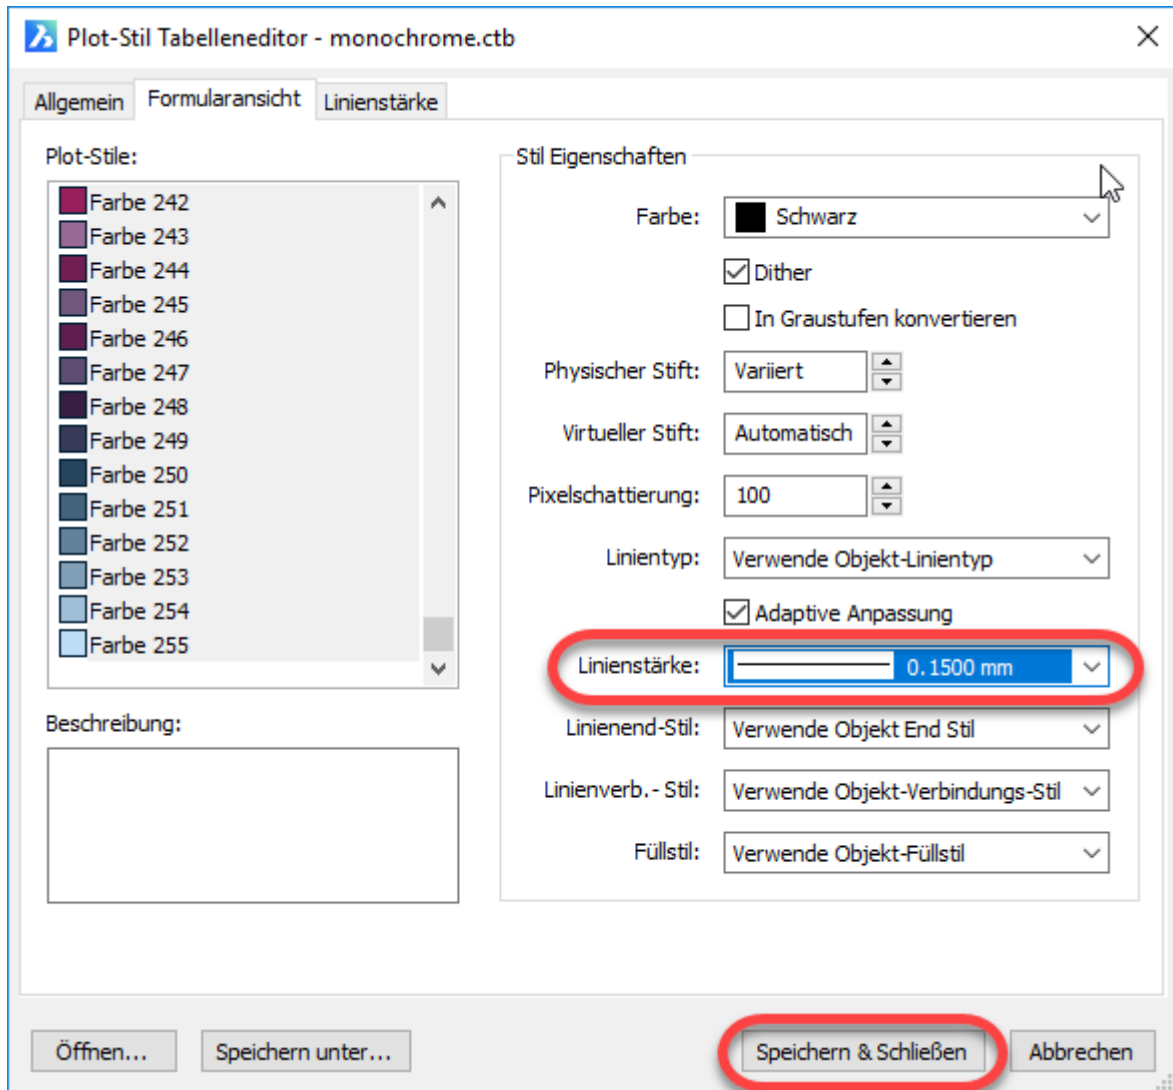 Plot-Stil Tabelleneditor - monochrome.ctb
Allgemein Formularansicht Linienstärke
Plot-Stile:
Farbe 242
Farbe 243
Farbe 244
Farbe 245
Farbe 246
Farbe 247
Farbe 248
Farbe 249
Farbe 250
Farbe 251
Farbe 252
Farbe 253
Farbe 254
Farbe 255
Beschreibung:
Stil Eigenschaften
Farbe: Schwarz
Dither
In Graustufen konvertieren
Physischer Stift: Variiert
Virtueller Stift: Automatisch
Pixelschattierung: 100
Linientyp: Verwende Objekt-Linientyp
Adaptive Anpassung
Linienstärke: 0.1500 mm
Linienend-Stil: Verwende Objekt End Stil
Linienverb.- Stil: Verwende Objekt-Verbindungs-Stil
Füllstil: Verwende Objekt-Füllstil
Öffnen... Speichern unter... Speichern & Schließen Abbrechen